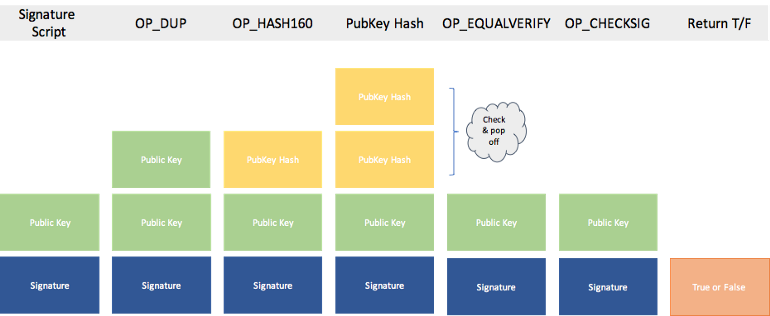 Signature
Script
OP_DUP
OP_HASH160
PubKey Hash
OP_EQUALVERIFY
OP_CHECKSIG
Return T/F
PubKey Hash
Check
& pop
off
Public Key
PubKey Hash
PubKey Hash
Public Key
Public Key
Public Key
Public Key
Public Key
Public Key
Signature
Signature
Signature
Signature
Signature
Signature
True or False